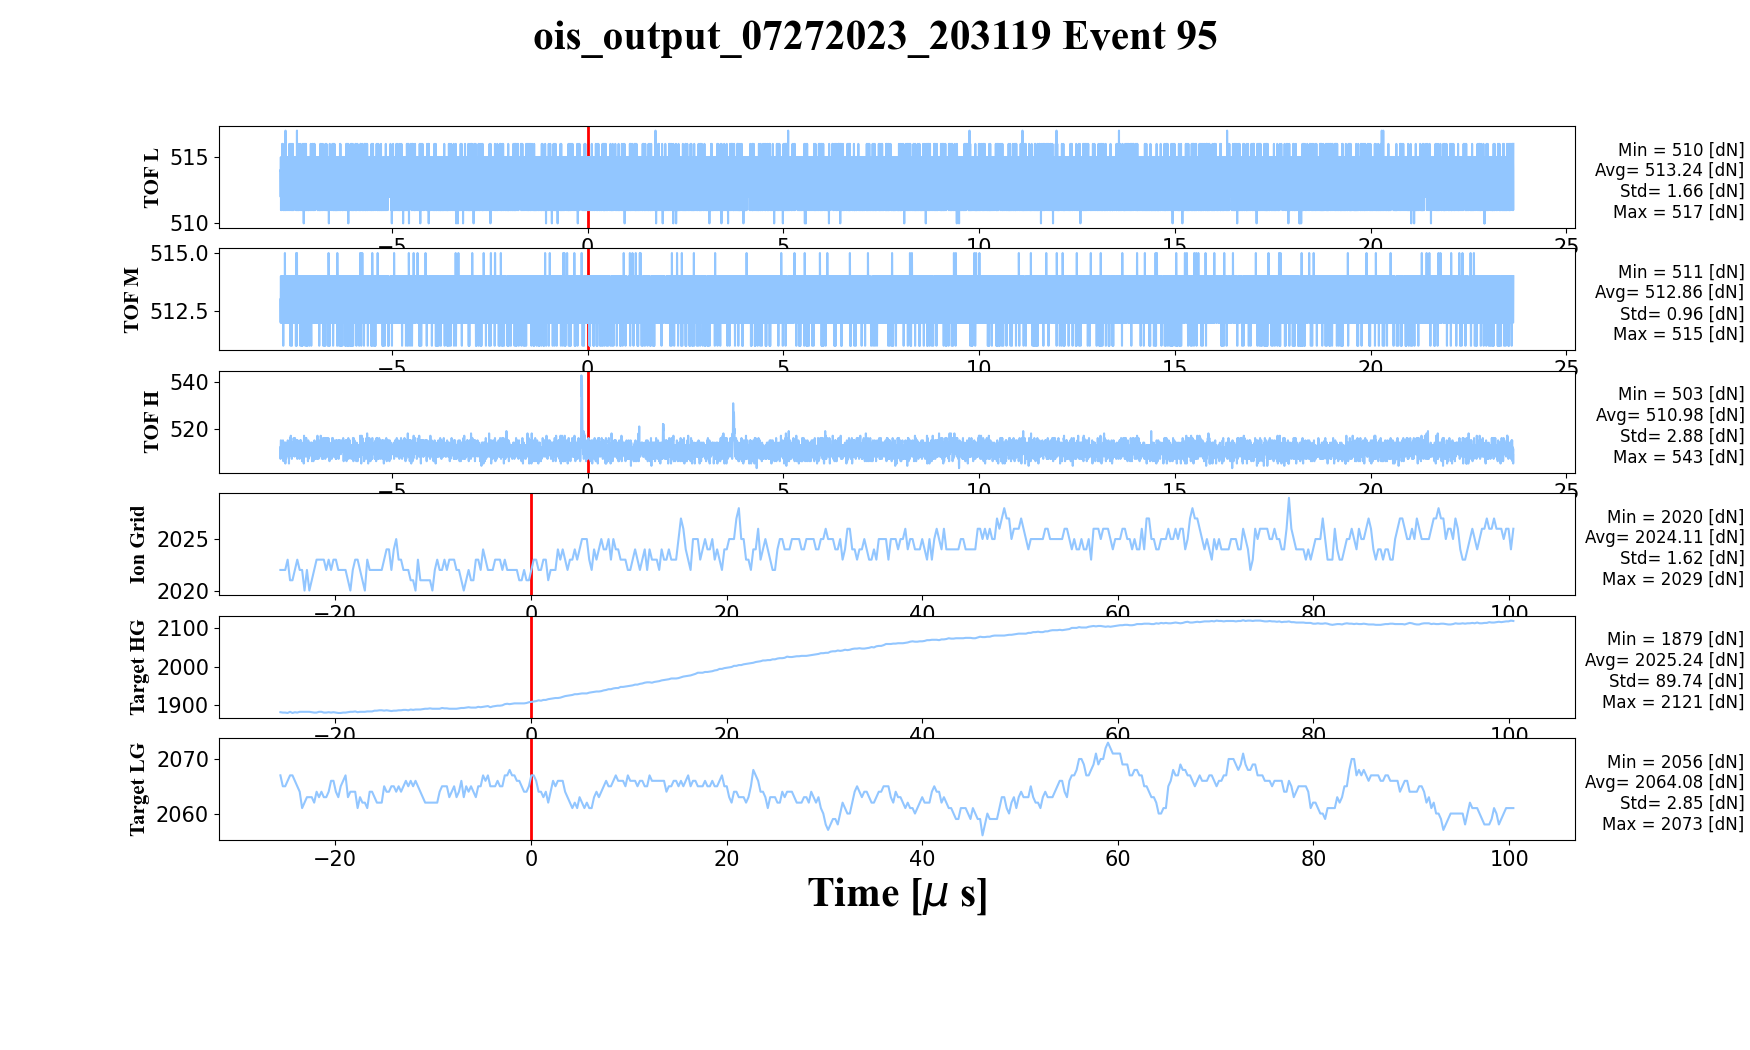 ois_output_07272023_203119 Event 95
TOF L
515
510
−5
0
5
10
15
20
25
Min = 510 [dN]
Avg= 513.24 [dN]
Std= 1.66 [dN]
Max = 517 [dN]
TOF M
515.0
512.5
−5
0
5
10
15
20
25
Min = 511 [dN]
Avg= 512.86 [dN]
Std= 0.96 [dN]
Max = 515 [dN]
TOF H
540
520
−5
0
5
10
15
20
25
Min = 503 [dN]
Avg= 510.98 [dN]
Std= 2.88 [dN]
Max = 543 [dN]
Ion Grid
2025
2020
−20
0
20
40
60
80
100
Min = 2020 [dN]
Avg= 2024.11 [dN]
Std= 1.62 [dN]
Max = 2029 [dN]
Target HG
2100
2000
1900
−20
0
20
40
60
80
100
Min = 1879 [dN]
Avg= 2025.24 [dN]
Std= 89.74 [dN]
Max = 2121 [dN]
Target LG
2070
2060
−20
0
20
40
60
80
100
Min = 2056 [dN]
Avg= 2064.08 [dN]
Std= 2.85 [dN]
Max = 2073 [dN]
Time [μ s]